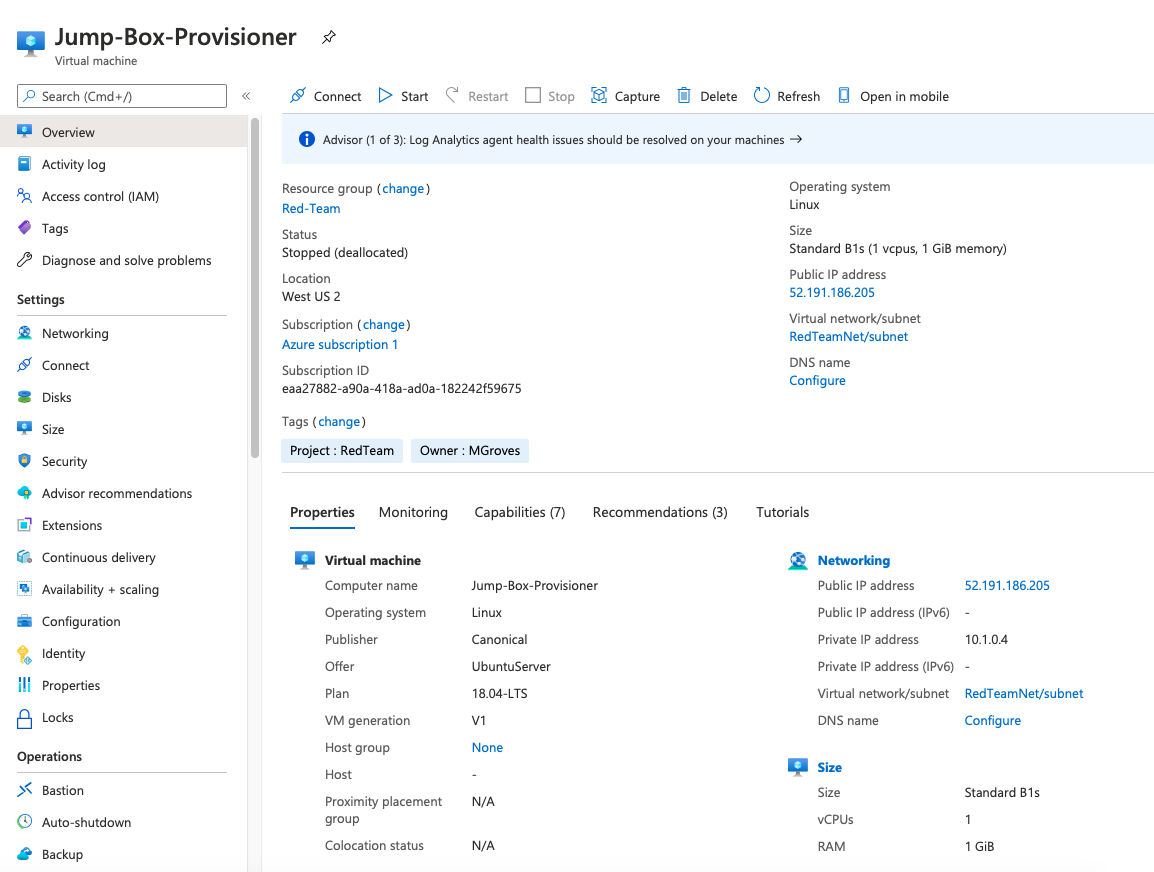 Jump-Box-Provisioner
Virtual machine
Search (Cmd+/)
«
Overview
Activity log
Access control (IAM)
Tags
Diagnose and solve problems
Settings
Networking
Connect
Disks
Size
Security
Advisor recommendations
Extensions
Continuous delivery
Availability + scaling
Configuration
Identity
Properties
Locks
Operations
Bastion
Auto-shutdown
Backup
Connect Start Restart Stop Capture Delete Refresh Open in mobile
Advisor (1 of 3): Log Analytics agent health issues should be resolved on your machines →
Resource group (change)
Red-Team
Status
Stopped (deallocated)
Location
West US 2
Subscription (change)
Azure subscription 1
Subscription ID
eaa27882-a90a-418a-ad0a-182242f59675
Operating system
Linux
Size
Standard B1s (1 vcpus, 1 GiB memory)
Public IP address
52.191.186.205
Virtual network/subnet
RedTeamNet/subnet
DNS name
Configure
Tags (change)
Project : RedTeam Owner : MGroves
Properties Monitoring Capabilities (7) Recommendations (3) Tutorials
Virtual machine
Computer name Jump-Box-Provisioner
Operating system Linux
Publisher Canonical
Offer UbuntuServer
Plan 18.04-LTS
VM generation V1
Host group None
Host -
Proximity placement N/A
group
Colocation status N/A
Networking
Public IP address 52.191.186.205
Public IP address (IPv6) -
Private IP address 10.1.0.4
Private IP address (IPv6) -
Virtual network/subnet RedTeamNet/subnet
DNS name Configure
Size
Size Standard B1s
vCPUs 1
RAM 1 GiB